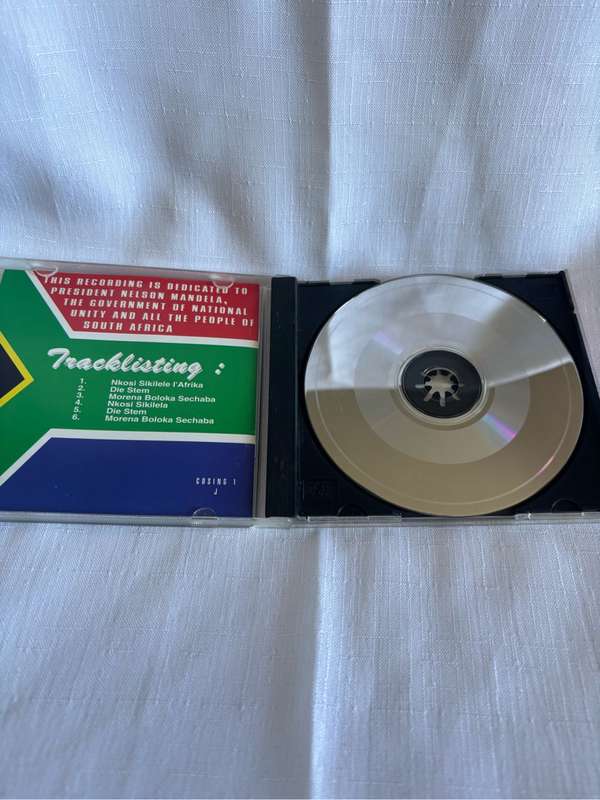 THIS RECORDING IS DEDICATED TO
PRESIDENT NELSON MANDELA,
THE GOVERNMENT OF NATIONAL
UNITY AND ALL THE PEOPLE OF
SOUTH AFRICA
Tracklisting :
1. Nkosi Sikilele I'Afrika
2. Die Stem
3. Morena Boloka Sechaba
4. Nkosi Sikilela
5. Die Stem
6. Morena Boloka Sechaba
COSING 1
J